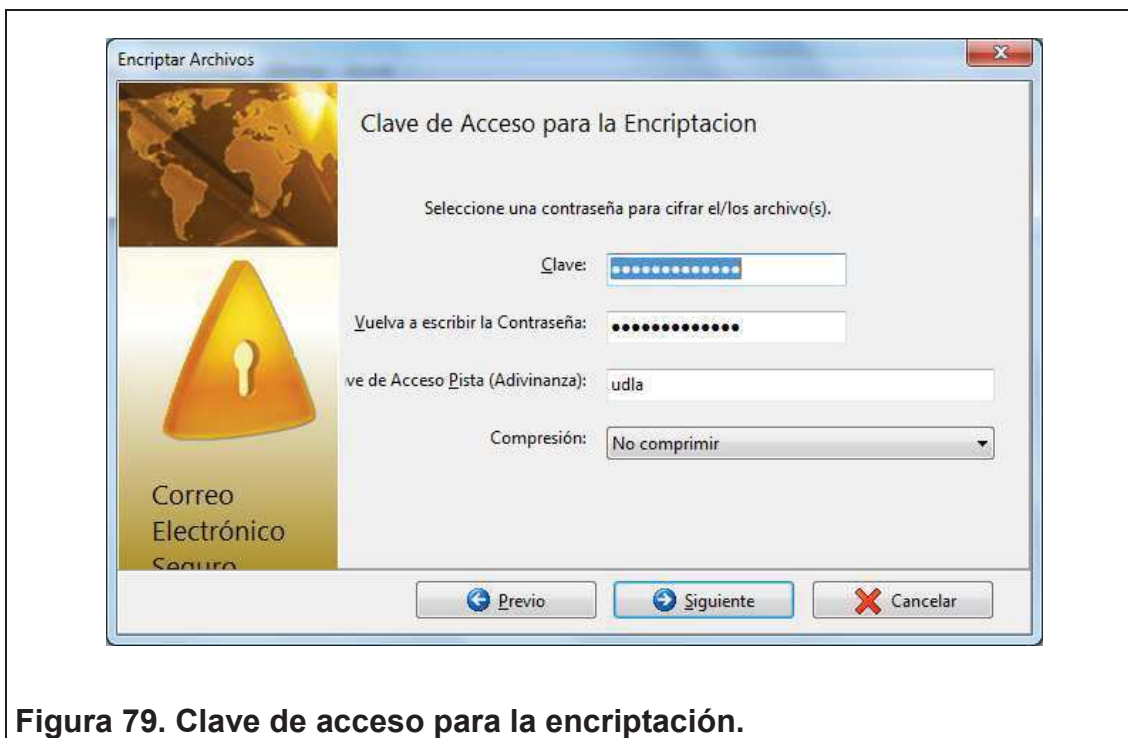 Encriptar Archivos
Clave de Acceso para la Encriptacion
Seleccione una contraseña para cifrar el/los archivo(s).
Clave: •••••••••••••
Vuelva a escribir la Contraseña: •••••••••••••
ve de Acceso Pista (Adivinanza): udla
Compresión: No comprimir
Correo
Electrónico
Seguro
Previo Siguiente Cancelar
Figura 79. Clave de acceso para la encriptación.